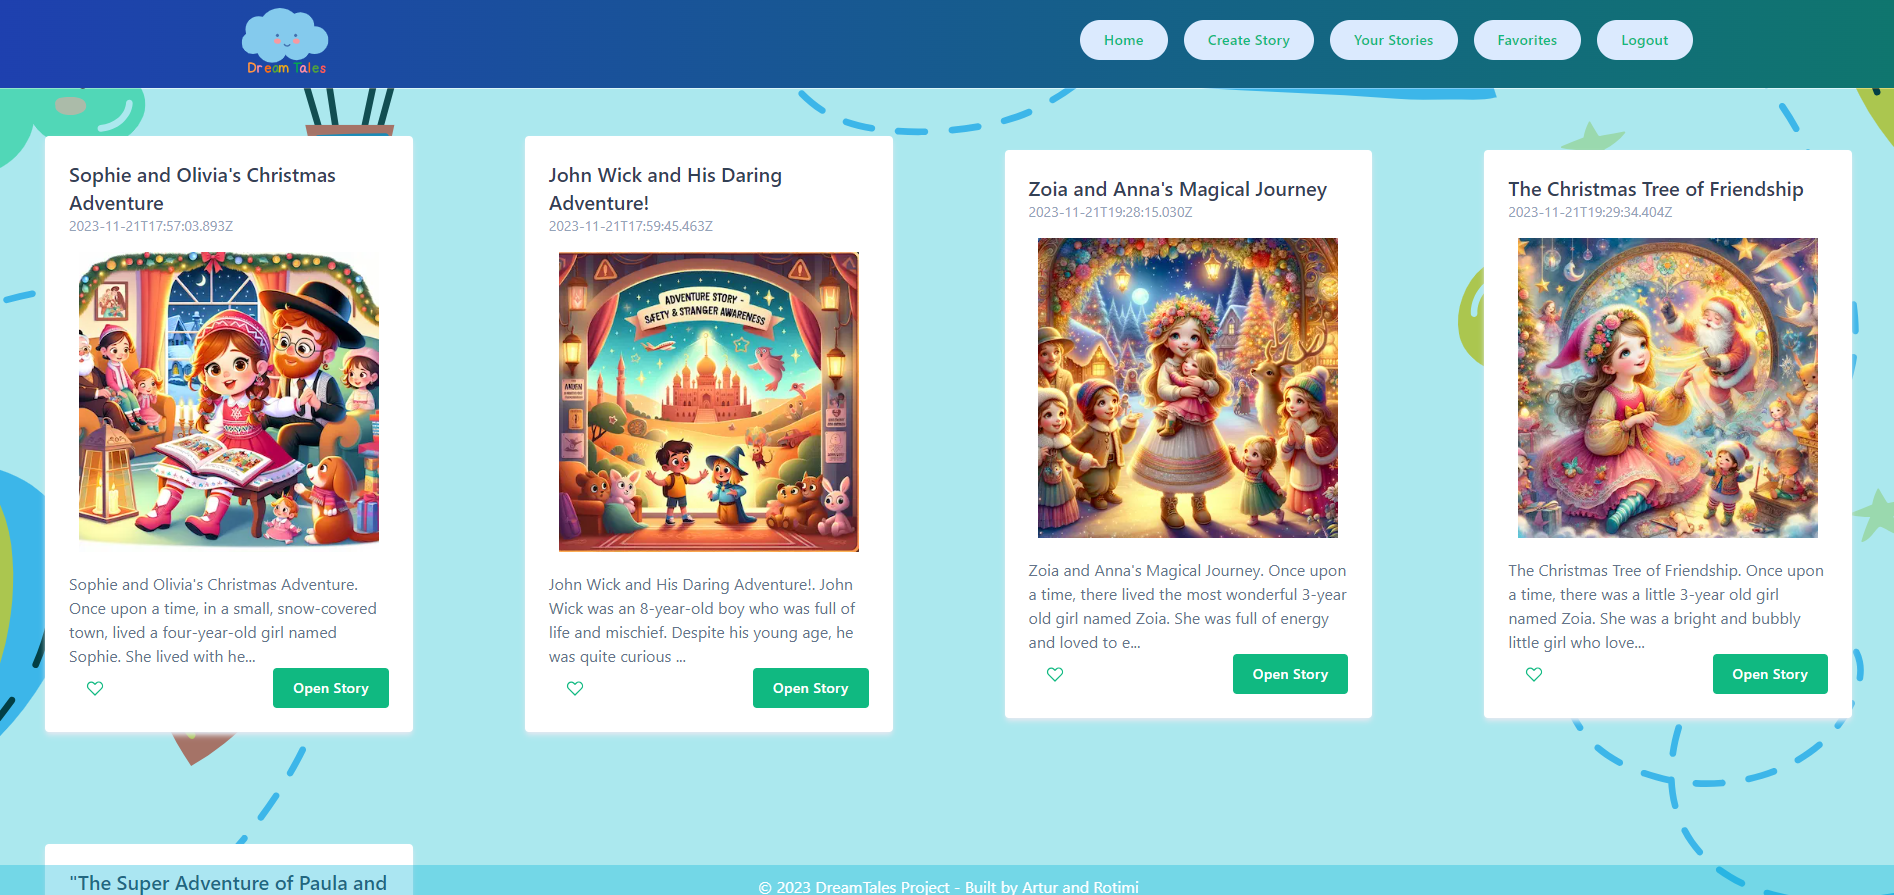 Dream Tales
Home
Create Story
Your Stories
Favorites
Logout
Sophie and Olivia's Christmas
Adventure
2023-11-21T17:57:03.893Z
Sophie and Olivia's Christmas Adventure.
Once upon a time, in a small, snow-covered
town, lived a four-year-old girl named
Sophie. She lived with he...
Open Story
John Wick and His Daring
Adventure!
2023-11-21T17:59:45.463Z
ADVENTURE STORY -
SAFETY & STRANGER AWARENESS
John Wick and His Daring Adventure!. John
Wick was an 8-year-old boy who was full of
life and mischief. Despite his young age, he
was quite curious ...
Open Story
Zoia and Anna's Magical Journey
2023-11-21T19:28:15.030Z
Zoia and Anna's Magical Journey. Once upon
a time, there lived the most wonderful 3-year
old girl named Zoia. She was full of energy
and loved to e...
Open Story
The Christmas Tree of Friendship
2023-11-21T19:29:34.404Z
The Christmas Tree of Friendship. Once upon
a time, there was a little 3-year old girl
named Zoia. She was a bright and bubbly
little girl who love...
Open Story
"The Super Adventure of Paula and
© 2023 DreamTales Project - Built by Artur and Rotimi